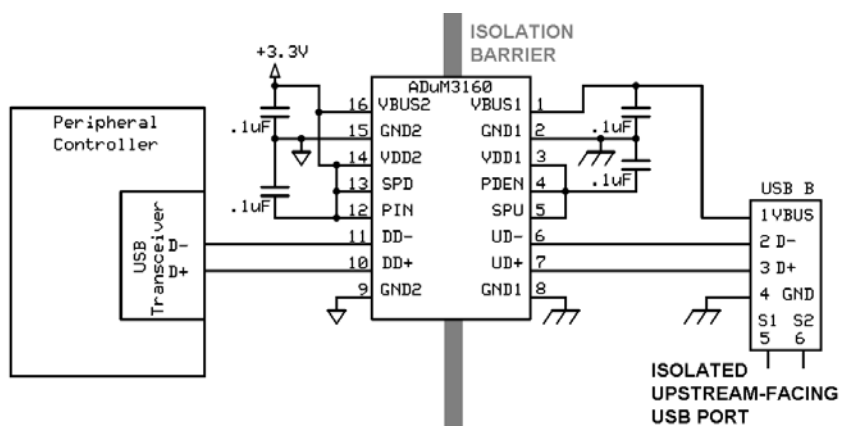 ISOLATION
BARRIER
+3.3V
ADuM3160
Peripheral
Controller
.1uF
.1uF
16 VBUS2
15 GND2
14 VDD2
13 SPD
12 PIN
11 DD-
10 DD+
9 GND2
VBUS1 1
GND1 2
VDD1 3
PDEN 4
SPU 5
UD- 6
UD+ 7
GND1 8
.1uF
.1uF
USB
Transceiver
D-
D+
USB B
1 VBUS
2 D-
3 D+
4 GND
S1 S2
5 6
ISOLATED
UPSTREAM-FACING
USB PORT